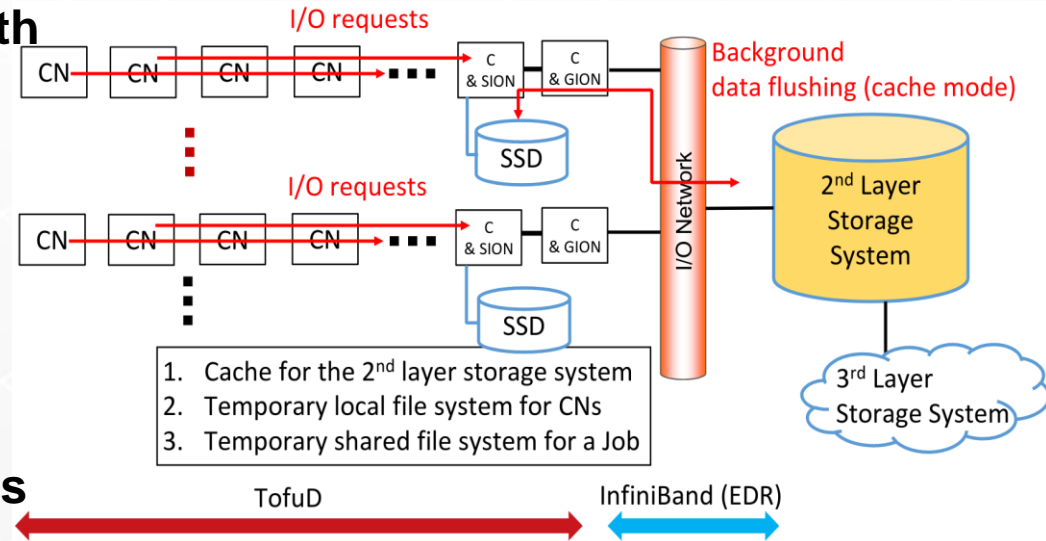 th
I/O requests
CN CN CN CN C & SION C & GION
SSD
Background
data flushing (cache mode)
I/O requests
CN CN CN CN C & SION C & GION
SSD
I/O Network
2nd Layer
Storage
System
3rd Layer
Storage System
1. Cache for the 2nd layer storage system
2. Temporary local file system for CNs
3. Temporary shared file system for a Job
s
TofuD
InfiniBand (EDR)